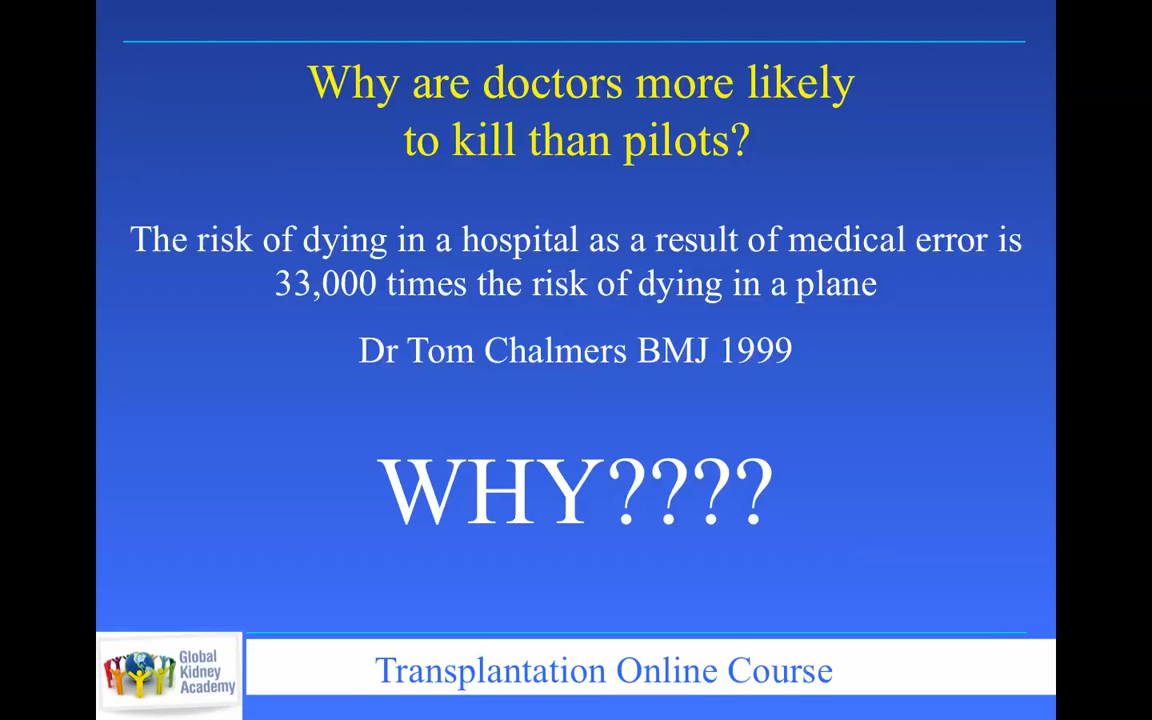 Why are doctors more likely
to kill than pilots?
The risk of dying in a hospital as a result of medical error is
33,000 times the risk of dying in a plane
Dr Tom Chalmers BMJ 1999
WHY????
Global
Kidney
Academy
Transplantation Online Course